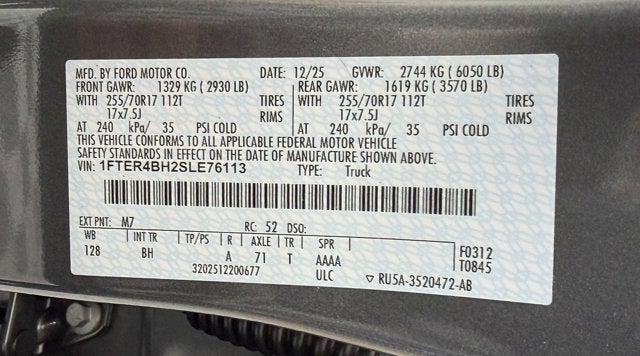 MFD. BY FORD MOTOR CO. DATE: 12/25 GVWR: 2744 KG ( 6050 LB)
FRONT GAWR: 1329 KG ( 2930 LB) REAR GAWR: 1619 KG ( 3570 LB)
WITH 255/70R17 112T TIRES WITH 255/70R17 112T TIRES
17x7.5J RIMS 17x7.5J RIMS
AT 240 kPa/ 35 PSI COLD AT 240 kPa/ 35 PSI COLD
THIS VEHICLE CONFORMS TO ALL APPLICABLE FEDERAL MOTOR VEHICLE
SAFETY STANDARDS IN EFFECT ON THE DATE OF MANUFACTURE SHOWN ABOVE.
VIN: 1FTER4BH2SLE76113 TYPE: Truck
EXT PNT: M7 RC: 52 DSO:
WB INT TR TP/PS R AXLE TR SPR F0312
128 BH A 71 T AAAA T0845
3202512200677 ULC ▽ RU5A-3520472-AB